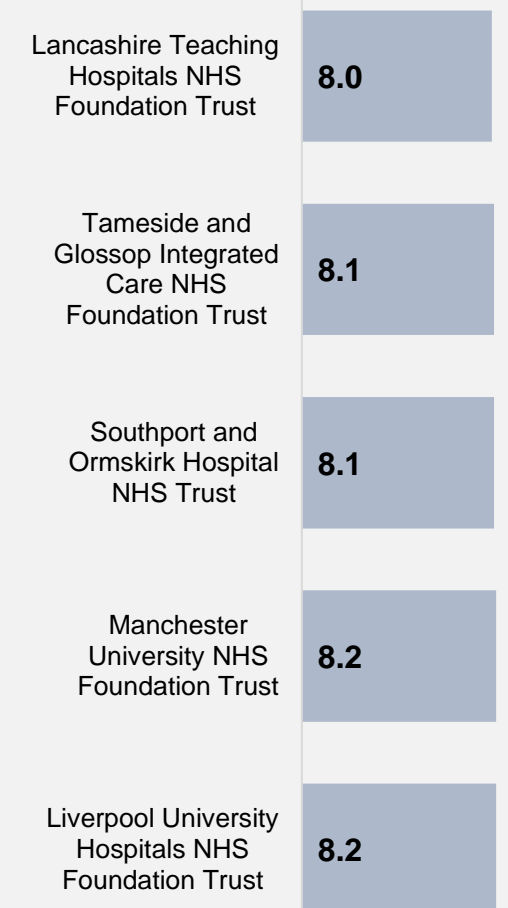 Lancashire Teaching
Hospitals NHS
Foundation Trust
8.0
Tameside and
Glossop Integrated
Care NHS
Foundation Trust
8.1
Southport and
Ormskirk Hospital
NHS Trust
8.1
Manchester
University NHS
Foundation Trust
8.2
Liverpool University
Hospitals NHS
Foundation Trust
8.2